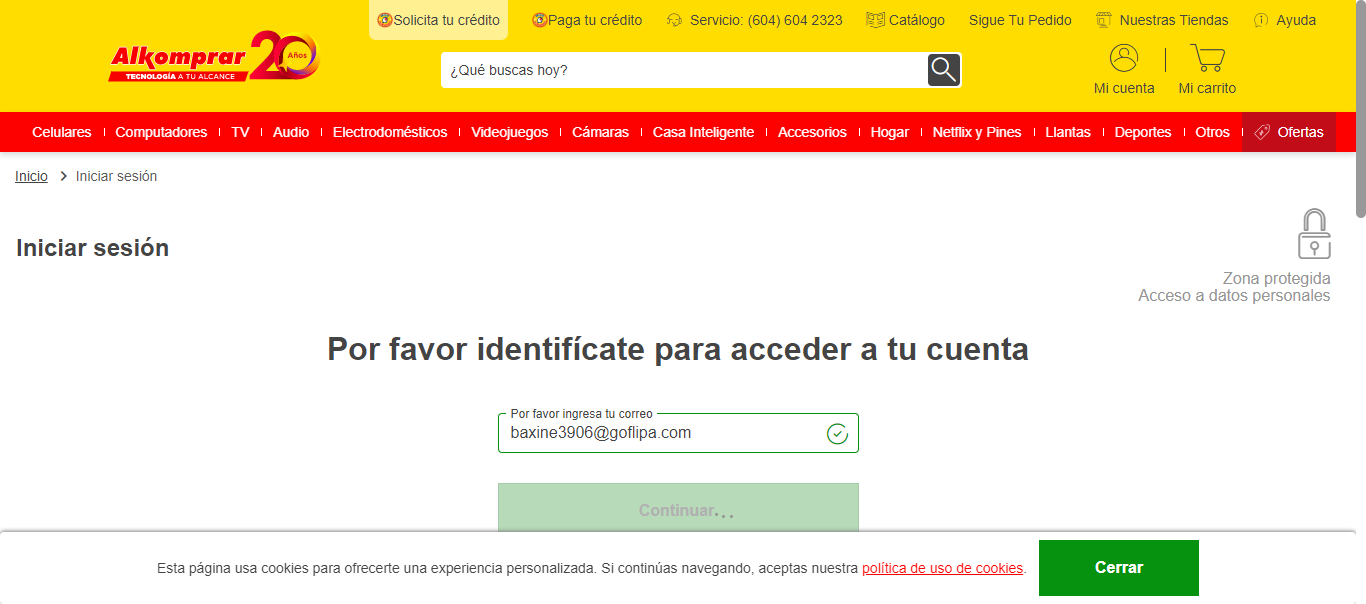 Solicita tu crédito Paga tu crédito Servicio: (604) 604 2323 Catálogo Sigue Tu Pedido Nuestras Tiendas Ayuda
Alkomprar 20 Años
TECNOLOGÍA A TU ALCANCE
¿Qué buscas hoy?
Mi cuenta Mi carrito
Celulares Computadores TV Audio Electrodomésticos Videojuegos Cámaras Casa Inteligente Accesorios Hogar Netflix y Pines Llantas Deportes Otros Ofertas
Inicio Iniciar sesión
Iniciar sesión
Zona protegida
Acceso a datos personales
Por favor identifícate para acceder a tu cuenta
Por favor ingresa tu correo
baxine3906@goflipa.com
Continuar...
Esta página usa cookies para ofrecerte una experiencia personalizada. Si continúas navegando, aceptas nuestra política de uso de cookies. Cerrar